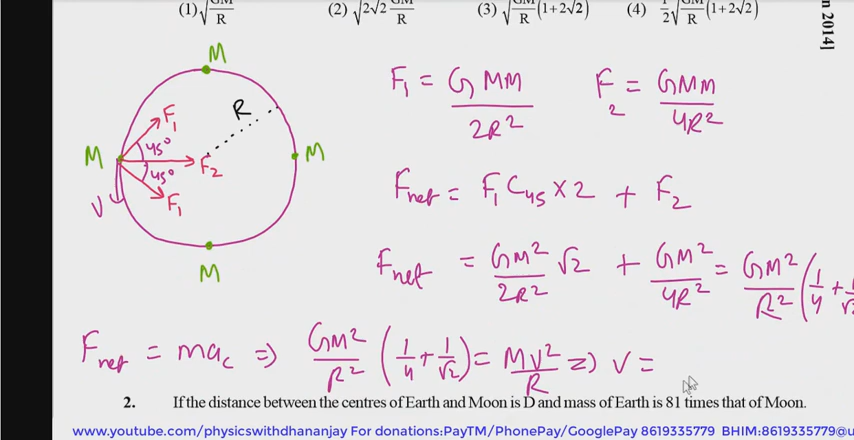 (1) √GM/R (2) √2√2 GM/R (3) √GM/R (1+2√2) (4) 1/2 √GM/R (1+2√2)
2014]
M
F₁ = GMM/2R² F₂ = GMM/4R²
R
F₁
45°
M F₂ M
45°
V F₁
Fnet = F₁ C45 × 2 + F₂
M
Fnet = GM²/2R² √2 + GM²/4R² = GM²/R² (1/4 + 1/√2
Fnet = mac ⇒ GM²/R² (1/4 + 1/√2) = MV²/R ⇒ V =
2. If the distance between the centres of Earth and Moon is D and mass of Earth is 81 times that of Moon.
www.youtube.com/physicswithdhananjay For donations:PayTM/PhonePay/GooglePay 8619335779 BHIM:8619335779@u